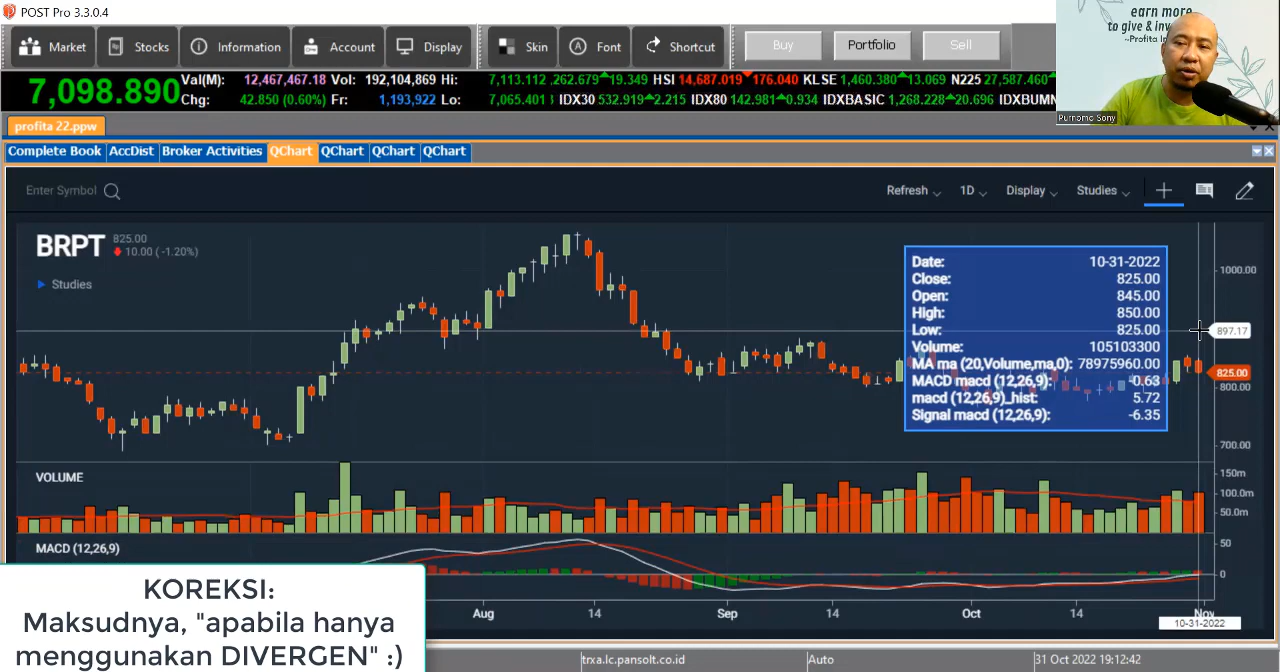 POST Pro 3.3.0.4
earn more
to give & inve
~Profita In
Purnomo Sony
Market Stocks Information Account Display Skin Font Shortcut Buy Portfolio Sell
7,098.890
Val(M): 12,467,467.18 Vol: 192,104,869 Hi: 7,113.112 ,262.679 19.349 HSI 14,687.019 176.040 KLSE 1,460.380 13.069 N225 27,587.460
Chg: 42.850 (0.60%) Fr: 1,193,922 Lo: 7,065.401 IDX30 532.919 2.215 IDX80 142.981 0.934 IDXBASIC 1,268.228 20.696 IDXBUMN
profita 22.ppw
Complete Book AccDist Broker Activities QChart QChart QChart QChart
Enter Symbol Refresh 1D Display Studies
BRPT 825.00
10.00 (-1.20%)
Studies
Date: 10-31-2022
Close: 825.00
Open: 845.00
High: 850.00
Low: 825.00
Volume: 105103300
MA ma (20,Volume,ma,0): 78975960.00
MACD macd (12,26,9): -0.63
macd (12,26,9)_hist: 5.72
Signal macd (12,26,9): -6.35
1000.00
897.17
825.00
800.00
700.00
VOLUME
150m
100.0m
50.0m
MACD (12,26,9)
50
0
Aug 14 Sep 14 Oct 14 Nov
10-31-2022
KOREKSI:
Maksudnya, "apabila hanya
menggunakan DIVERGEN" :)
trxa.lc.pansolt.co.id Auto 31 Oct 2022 19:12:42